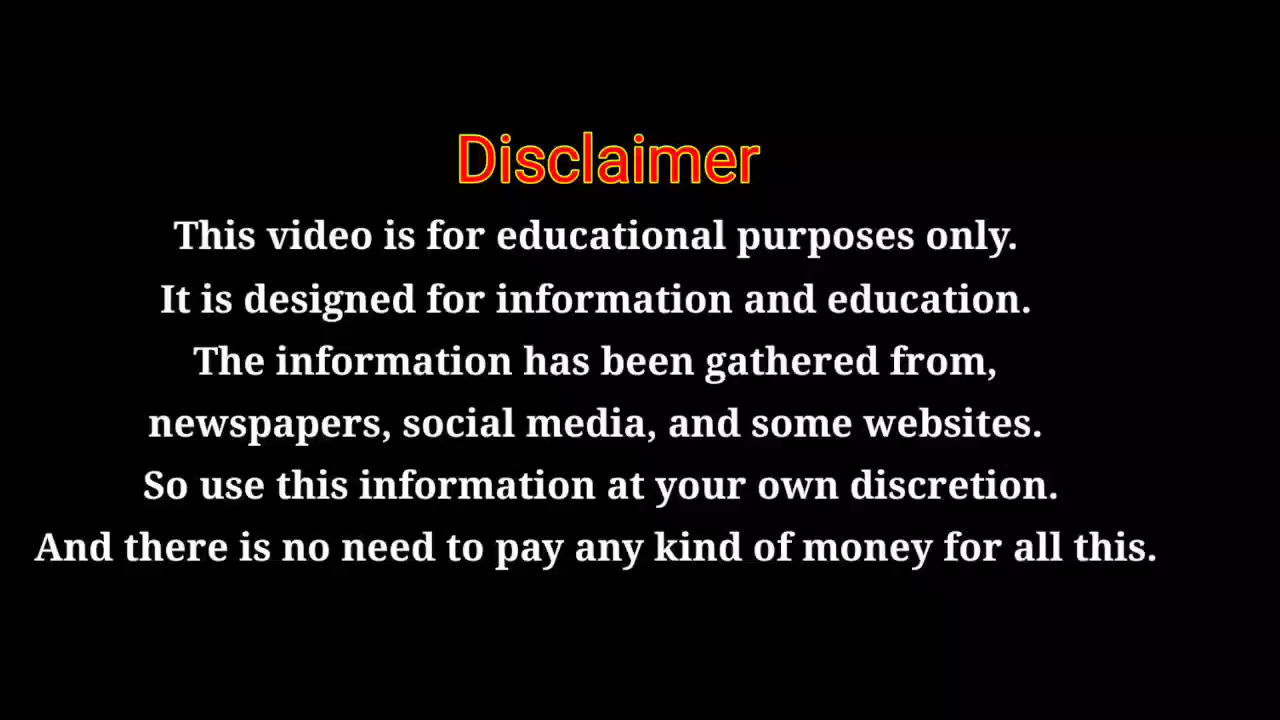 Disclaimer
This video is for educational purposes only.
It is designed for information and education.
The information has been gathered from,
newspapers, social media, and some websites.
So use this information at your own discretion.
And there is no need to pay any kind of money for all this.